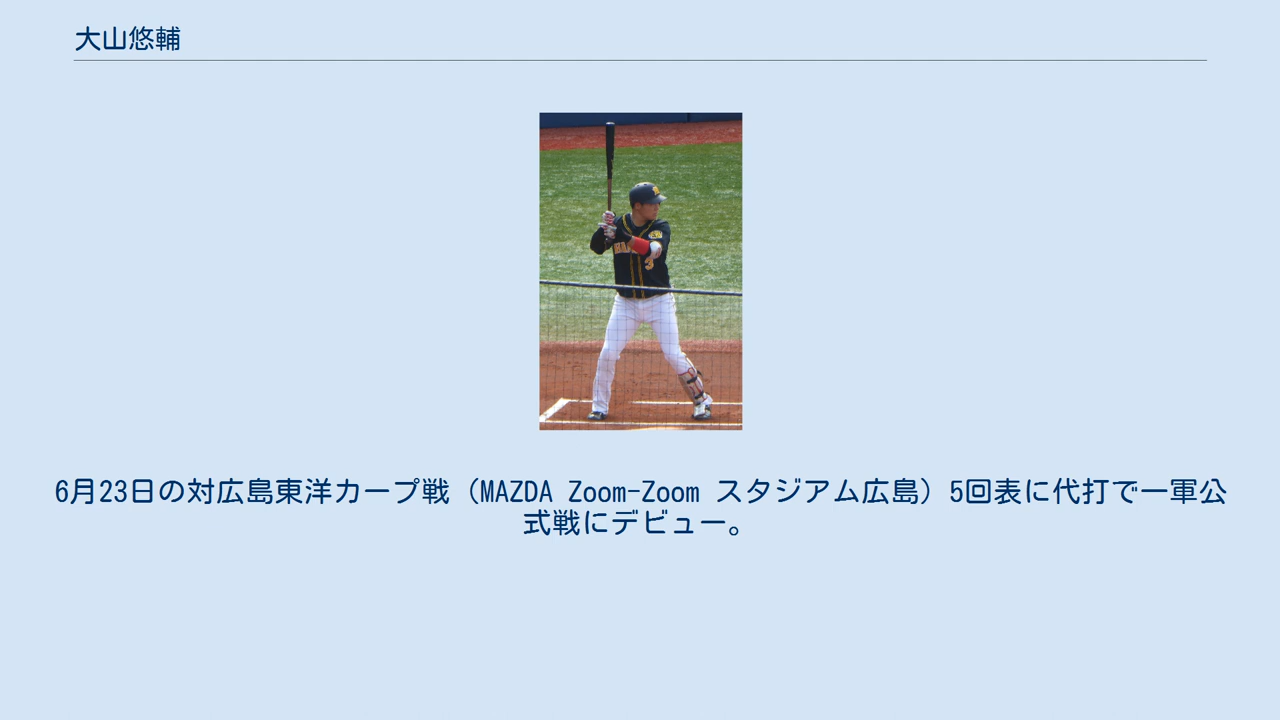 大山悠輔
6月23日の対広島東洋カープ戦（MAZDA Zoom-Zoom スタジアム広島）5回表に代打で一軍公
式戦にデビュー。